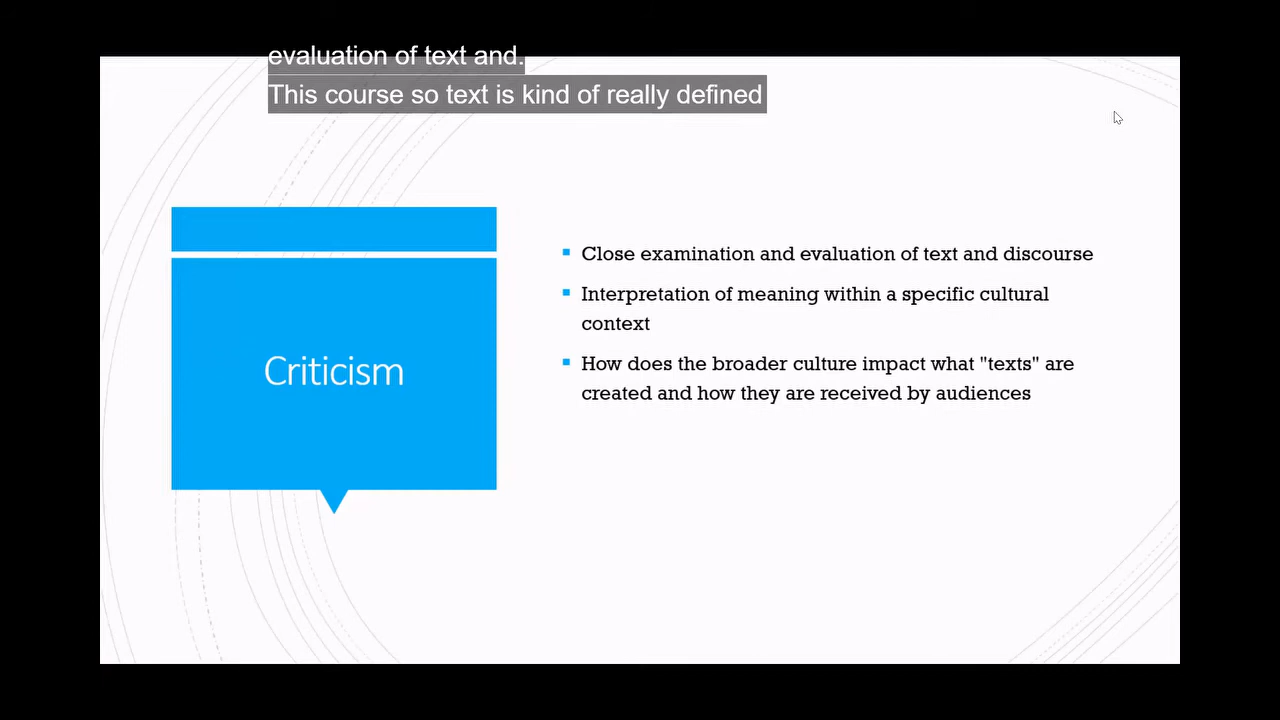 evaluation of text and.
This course so text is kind of really defined
Criticism
Close examination and evaluation of text and discourse
Interpretation of meaning within a specific cultural
context
How does the broader culture impact what "texts" are
created and how they are received by audiences